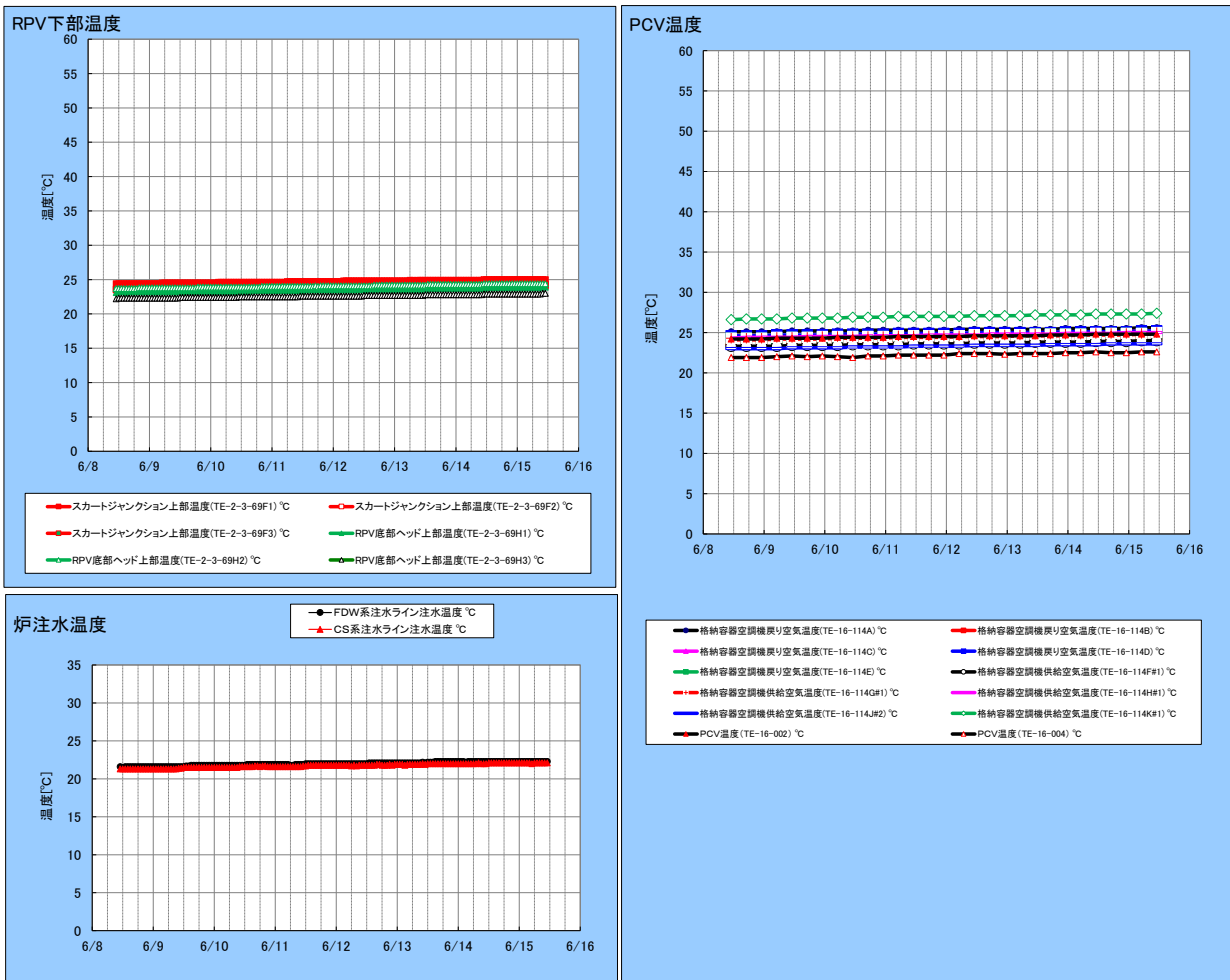 RPV下部温度
60
55
50
45
40
35
30
25
20
15
10
5
0
温度[℃]
6/8 6/9 6/10 6/11 6/12 6/13 6/14 6/15 6/16
スカートジャンクション上部温度(TE-2-3-69F1) ℃ スカートジャンクション上部温度(TE-2-3-69F2) ℃
スカートジャンクション上部温度(TE-2-3-69F3) ℃ RPV底部ヘッド上部温度(TE-2-3-69H1) ℃
RPV底部ヘッド上部温度(TE-2-3-69H2) ℃ RPV底部ヘッド上部温度(TE-2-3-69H3) ℃
炉注水温度
FDW系注水ライン注水温度 ℃
CS系注水ライン注水温度 ℃
35
30
25
20
15
10
5
0
温度[℃]
6/8 6/9 6/10 6/11 6/12 6/13 6/14 6/15 6/16
PCV温度
60
55
50
45
40
35
30
25
20
15
10
5
0
温度[℃]
6/8 6/9 6/10 6/11 6/12 6/13 6/14 6/15 6/16
格納容器空調機戻り空気温度(TE-16-114A) ℃ 格納容器空調機戻り空気温度(TE-16-114B) ℃
格納容器空調機戻り空気温度(TE-16-114C) ℃ 格納容器空調機戻り空気温度(TE-16-114D) ℃
格納容器空調機戻り空気温度(TE-16-114E) ℃ 格納容器空調機供給空気温度(TE-16-114F#1) ℃
格納容器空調機供給空気温度(TE-16-114G#1) ℃ 格納容器空調機供給空気温度(TE-16-114H#1) ℃
格納容器空調機供給空気温度(TE-16-114J#2) ℃ 格納容器空調機供給空気温度(TE-16-114K#1) ℃
PCV温度(TE-16-002) ℃ PCV温度(TE-16-004) ℃